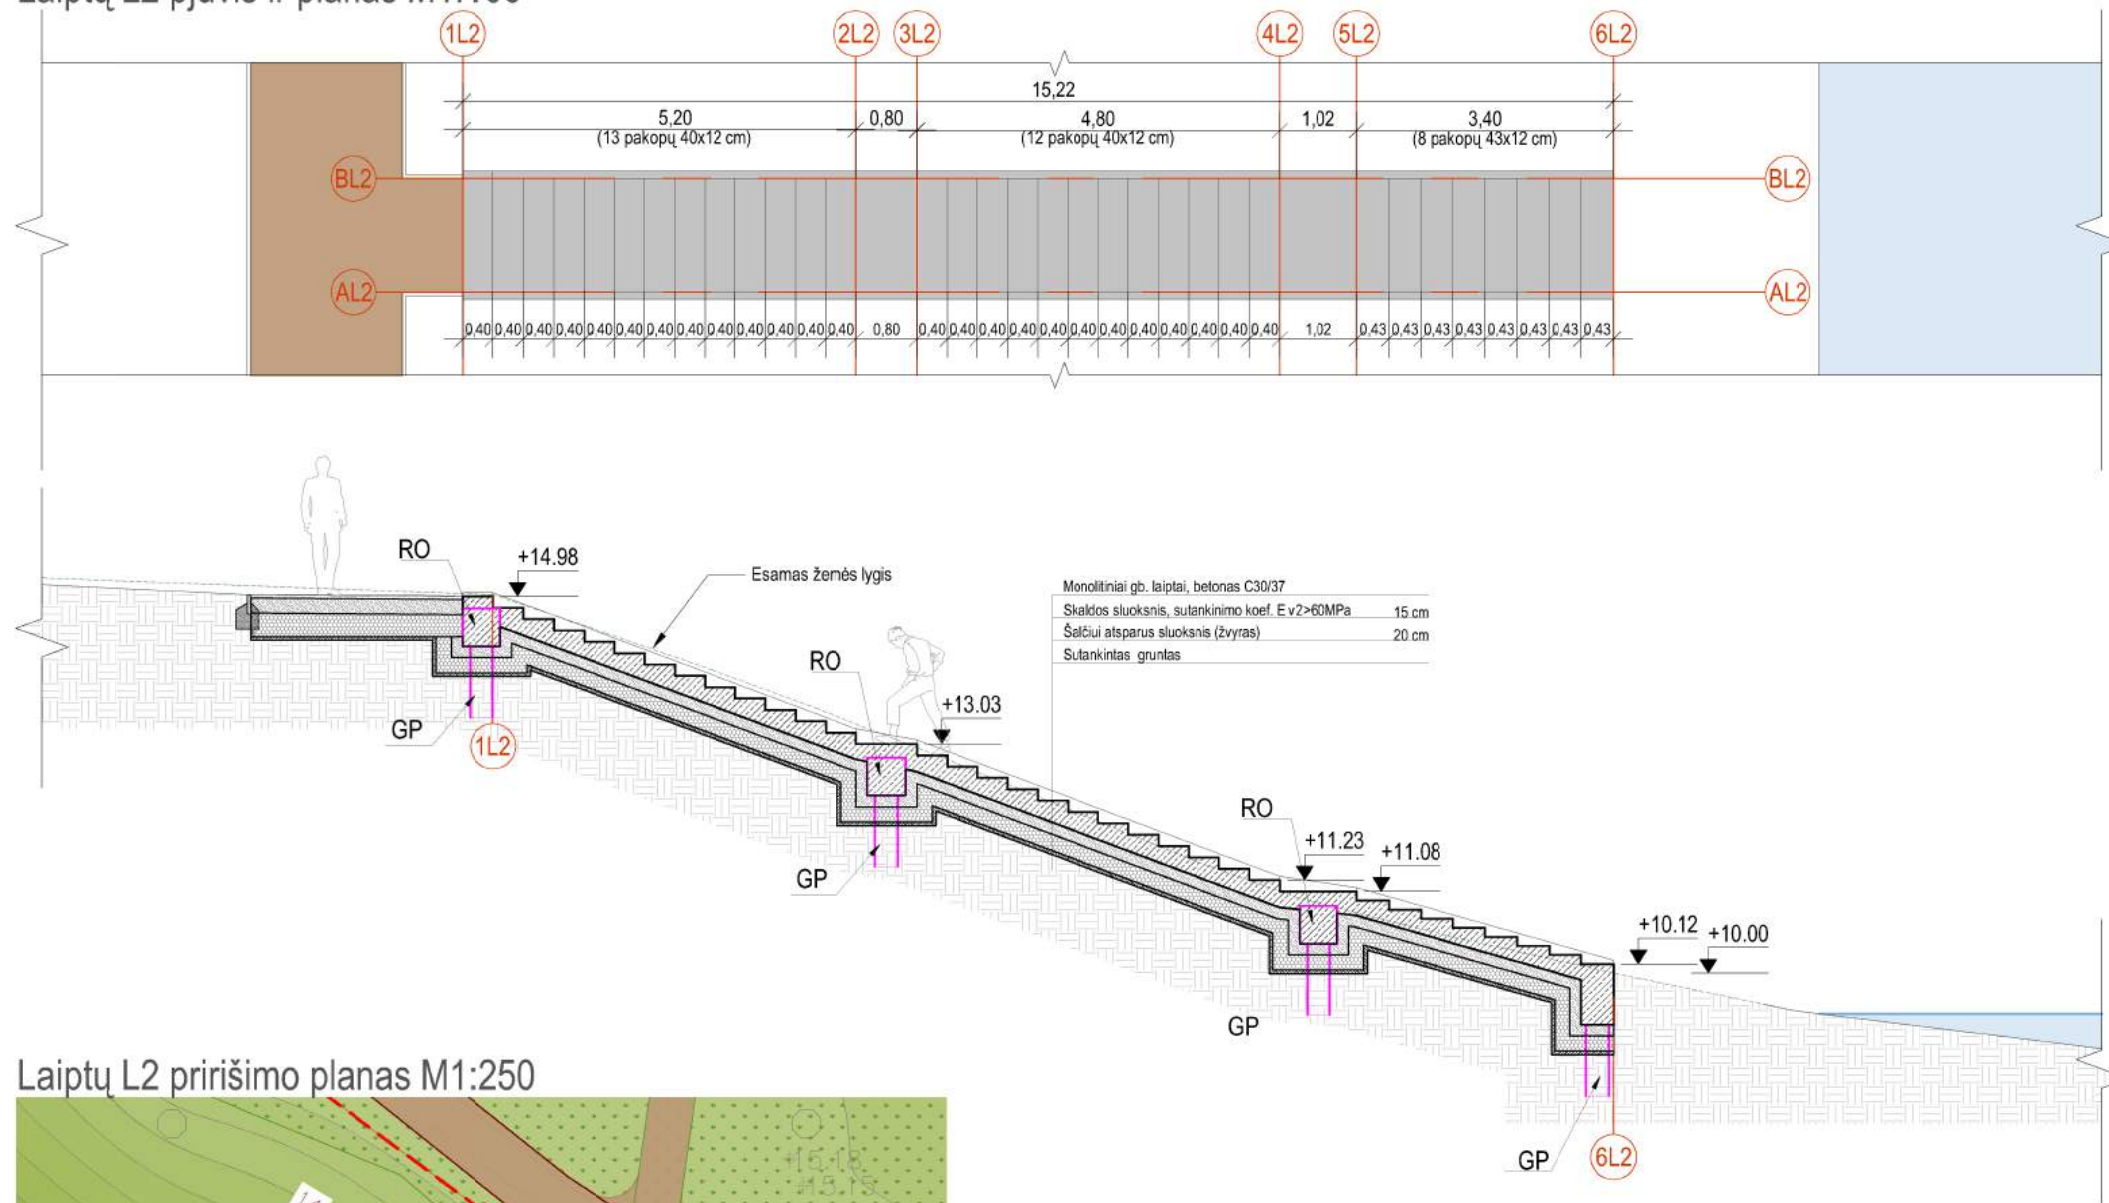 1L2 2L2 3L2 4L2 5L2 6L2
15,22
5,20 0,80 4,80 1,02 3,40
(13 pakopų 40x12 cm) (12 pakopų 40x12 cm) (8 pakopų 43x12 cm)
BL2 BL2
AL2 AL2
0,40 0,40 0,40 0,40 0,40 0,40 0,40 0,40 0,40 0,40 0,40 0,40 0,40 0,80 0,40 0,40 0,40 0,40 0,40 0,40 0,40 0,40 0,40 0,40 0,40 0,40 1,02 0,43 0,43 0,43 0,43 0,43 0,43 0,43 0,43
RO
+14.98
Esamas žemės lygis
Monolitiniai gb. laiptai, betonas C30/37
Skaldos sluoksnis, sutankinimo koef. E v2>60MPa 15 cm
Šalčiui atsparus sluoksnis (žvyras) 20 cm
Sutankintas gruntas
RO
+13.03
GP
1L2
RO
+11.23
+11.08
GP
+10.12
+10.00
GP
GP
6L2
Laiptų L2 pririšimo planas M1:250